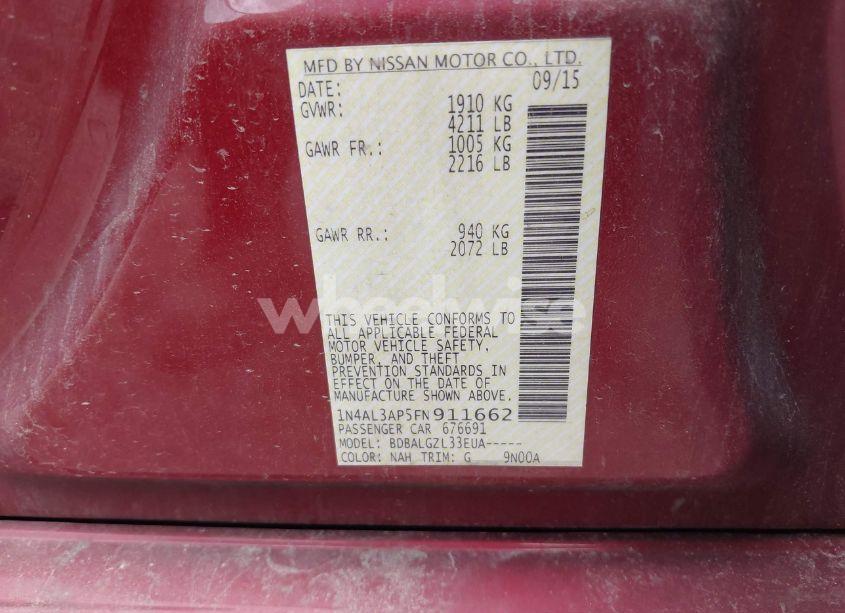 MFD BY NISSAN MOTOR CO., LTD.
DATE: 09/15
GVWR: 1910 KG
4211 LB
GAWR FR.: 1005 KG
2216 LB
GAWR RR.: 940 KG
2072 LB
wheelwise
THIS VEHICLE CONFORMS TO
ALL APPLICABLE FEDERAL
MOTOR VEHICLE SAFETY,
BUMPER, AND THEFT
PREVENTION STANDARDS IN
EFFECT ON THE DATE OF
MANUFACTURE SHOWN ABOVE.
1N4AL3AP5FN911662
PASSENGER CAR 676691
MODEL: BDBALGZL33EUA-----
COLOR: NAH TRIM: G 9N00A